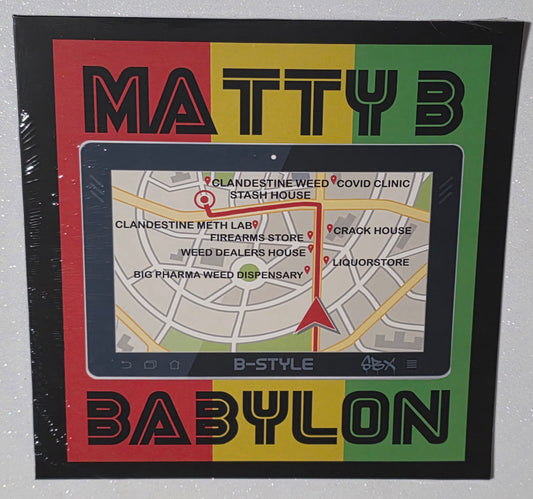 MATTY B
CLANDESTINE WEED STASH HOUSE
COVID CLINIC
CLANDESTINE METH LAB
FIREARMS STORE
CRACK HOUSE
WEED DEALERS HOUSE
LIQUORSTORE
BIG PHARMA WEED DISPENSARY
B-STYLE
SBX
BABYLON